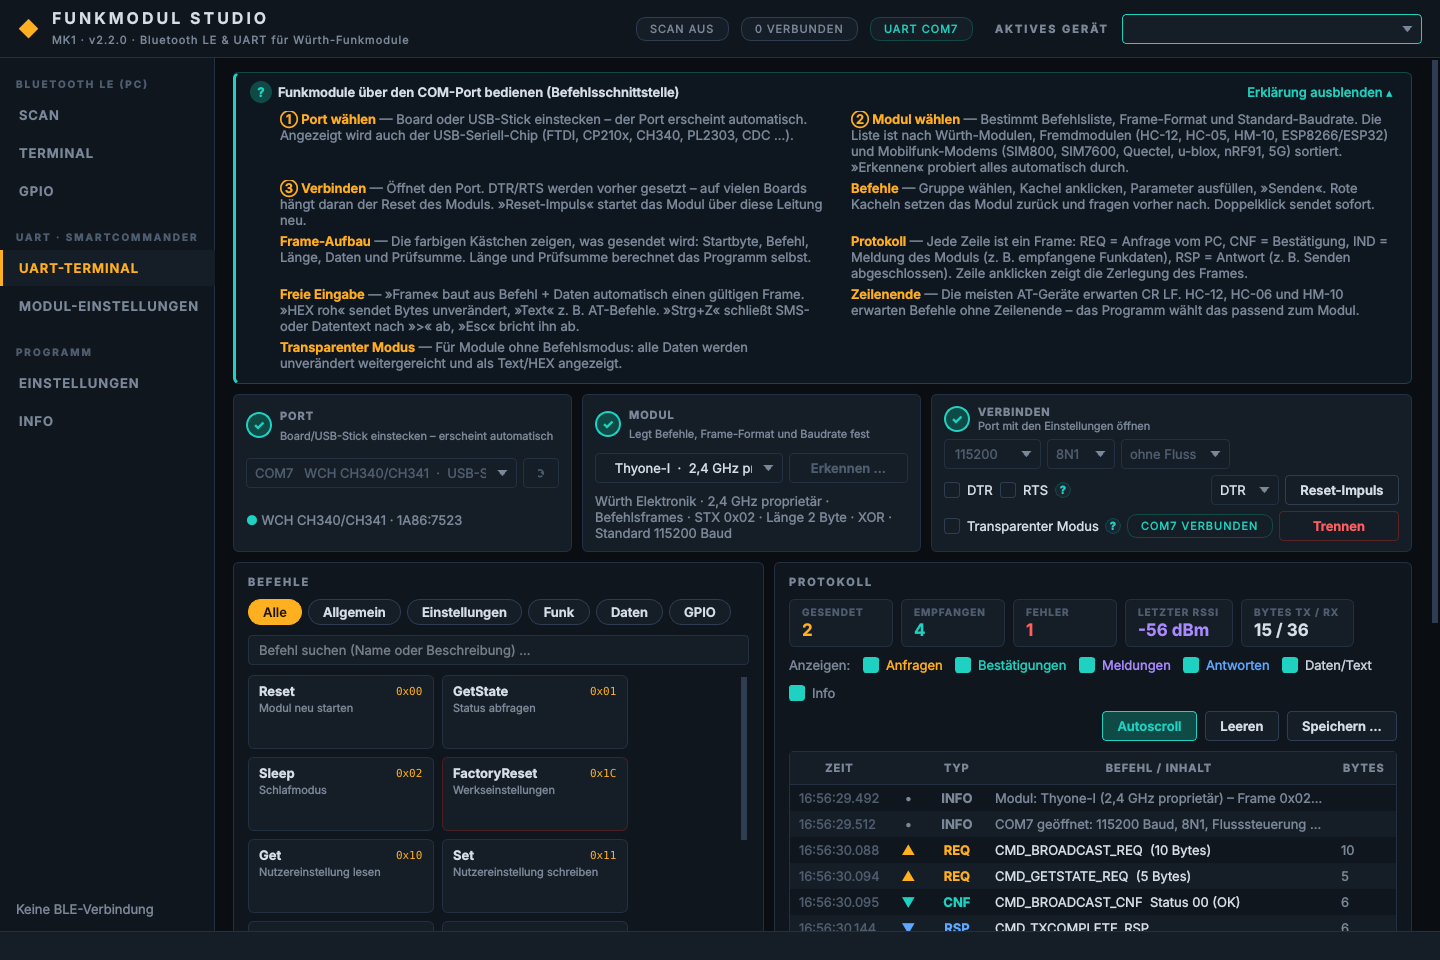 FUNKMODUL STUDIO
MK1 · v2.2.0 · Bluetooth LE & UART für Würth-Funkmodule
SCAN AUS
0 VERBUNDEN
UART COM7
AKTIVES GERÄT
BLUETOOTH LE (PC)
SCAN
TERMINAL
GPIO
UART · SMARTCOMMANDER
UART-TERMINAL
MODUL-EINSTELLUNGEN
PROGRAMM
EINSTELLUNGEN
INFO
Keine BLE-Verbindung
? Funkmodule über den COM-Port bedienen (Befehlsschnittstelle)
Erklärung ausblenden ▴
① Port wählen — Board oder USB-Stick einstecken – der Port erscheint automatisch.
Angezeigt wird auch der USB-Seriell-Chip (FTDI, CP210x, CH340, PL2303, CDC ...).
② Modul wählen — Bestimmt Befehlsliste, Frame-Format und Standard-Baudrate. Die
Liste ist nach Würth-Modulen, Fremdmodulen (HC-12, HC-05, HM-10, ESP8266/ESP32)
und Mobilfunk-Modems (SIM800, SIM7600, Quectel, u-blox, nRF91, 5G) sortiert.
»Erkennen« probiert alles automatisch durch.
③ Verbinden — Öffnet den Port. DTR/RTS werden vorher gesetzt – auf vielen Boards
hängt daran der Reset des Moduls. »Reset-Impuls« startet das Modul über diese Leitung
neu.
Befehle — Gruppe wählen, Kachel anklicken, Parameter ausfüllen, »Senden«. Rote
Kacheln setzen das Modul zurück und fragen vorher nach. Doppelklick sendet sofort.
Frame-Aufbau — Die farbigen Kästchen zeigen, was gesendet wird: Startbyte, Befehl,
Länge, Daten und Prüfsumme. Länge und Prüfsumme berechnet das Programm selbst.
Protokoll — Jede Zeile ist ein Frame: REQ = Anfrage vom PC, CNF = Bestätigung, IND =
Meldung des Moduls (z. B. empfangene Funkdaten), RSP = Antwort (z. B. Senden
abgeschlossen). Zeile anklicken zeigt die Zerlegung des Frames.
Freie Eingabe — »Frame« baut aus Befehl + Daten automatisch einen gültigen Frame.
»HEX roh« sendet Bytes unverändert, »Text« z. B. AT-Befehle. »Strg+Z« schließt SMS-
oder Datentext nach »>« ab, »Esc« bricht ihn ab.
Zeilenende — Die meisten AT-Geräte erwarten CR LF. HC-12, HC-06 und HM-10
erwarten Befehle ohne Zeilenende – das Programm wählt das passend zum Modul.
Transparenter Modus — Für Module ohne Befehlsmodus: alle Daten werden
unverändert weitergereicht und als Text/HEX angezeigt.
PORT
Board/USB-Stick einstecken – erscheint automatisch
COM7 WCH CH340/CH341 · USB-S
WCH CH340/CH341 · 1A86:7523
MODUL
Legt Befehle, Frame-Format und Baudrate fest
Thyone-I · 2,4 GHz
Erkennen ...
Würth Elektronik · 2,4 GHz proprietär ·
Befehlsframes · STX 0x02 · Länge 2 Byte · XOR ·
Standard 115200 Baud
VERBINDEN
Port mit den Einstellungen öffnen
115200
8N1
ohne Fluss
DTR
RTS
?
DTR
Reset-Impuls
Transparenter Modus
?
COM7 VERBUNDEN
Trennen
BEFEHLE
Alle
Allgemein
Einstellungen
Funk
Daten
GPIO
Befehl suchen (Name oder Beschreibung) ...
Reset 0x00
Modul neu starten
GetState 0x01
Status abfragen
Sleep 0x02
Schlafmodus
FactoryReset 0x1C
Werkseinstellungen
Get 0x10
Nutzereinstellung lesen
Set 0x11
Nutzereinstellung schreiben
PROTOKOLL
GESENDET
2
EMPFANGEN
4
FEHLER
1
LETZTER RSSI
-56 dBm
BYTES TX / RX
15 / 36
Anzeigen:
Anfragen
Bestätigungen
Meldungen
Antworten
Daten/Text
Info
Autoscroll
Leeren
Speichern ...
ZEIT TYP BEFEHL / INHALT BYTES
16:56:29.492 • INFO Modul: Thyone-I (2,4 GHz proprietär) – Frame 0x02...
16:56:29.512 • INFO COM7 geöffnet: 115200 Baud, 8N1, Flusssteuerung ...
16:56:30.088 ▲ REQ CMD_BROADCAST_REQ (10 Bytes) 10
16:56:30.094 ▲ REQ CMD_GETSTATE_REQ (5 Bytes) 5
16:56:30.095 ▼ CNF CMD_BROADCAST_CNF Status 00 (OK) 6
16:56:30.144 ▼ RSP CMD_TXCOMPLETE_RSP 6